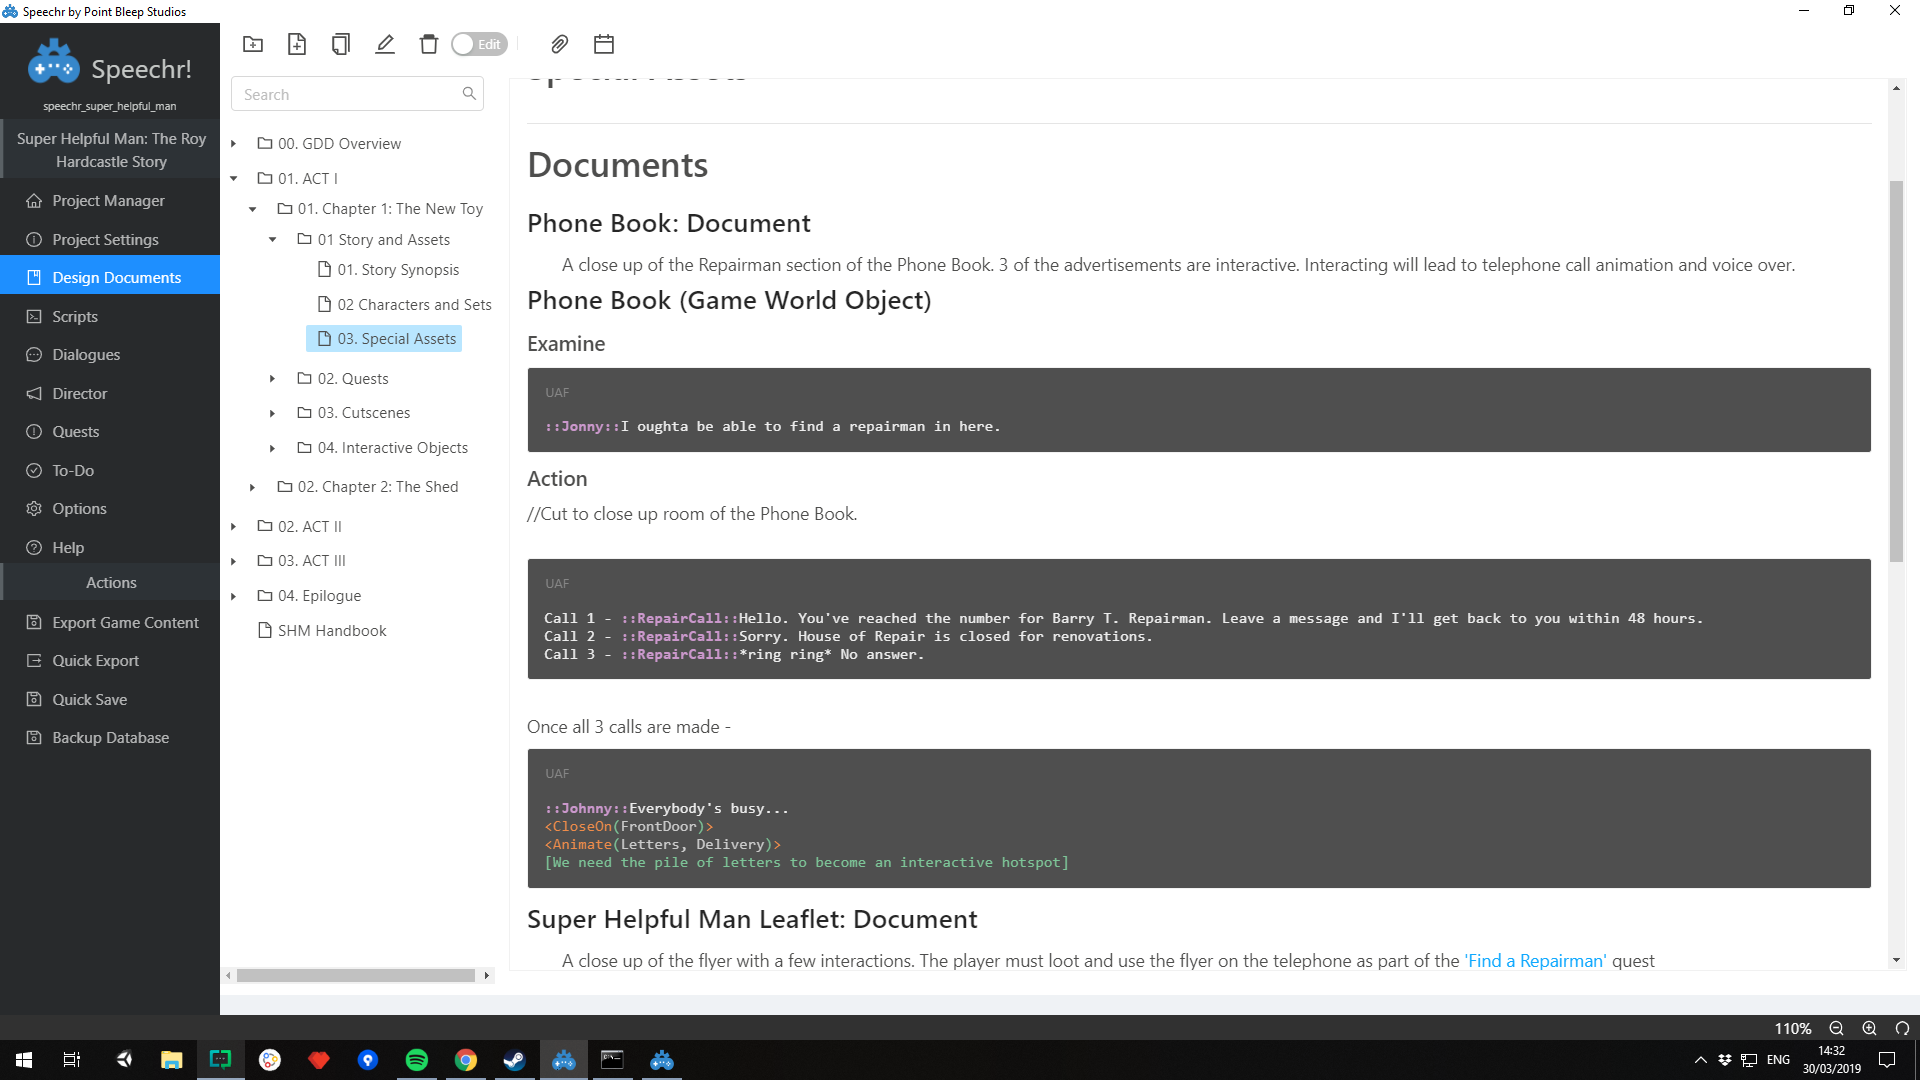 Speechr by Point Bleep Studios
Speechr!
speechr_super_helpful_man
Super Helpful Man: The Roy
Hardcastle Story
Project Manager
Project Settings
Design Documents
Scripts
Dialogues
Director
Quests
To-Do
Options
Help
Actions
Export Game Content
Quick Export
Quick Save
Backup Database
Edit
Search
00. GDD Overview
01. ACT I
01. Chapter 1: The New Toy
01 Story and Assets
01. Story Synopsis
02 Characters and Sets
03. Special Assets
02. Quests
03. Cutscenes
04. Interactive Objects
02. Chapter 2: The Shed
02. ACT II
03. ACT III
04. Epilogue
SHM Handbook
Special Assets
Documents
Phone Book: Document
A close up of the Repairman section of the Phone Book. 3 of the advertisements are interactive. Interacting will lead to telephone call animation and voice over.
Phone Book (Game World Object)
Examine
UAF
::Jonny::I oughta be able to find a repairman in here.
Action
//Cut to close up room of the Phone Book.
UAF
Call 1 - ::RepairCall::Hello. You've reached the number for Barry T. Repairman. Leave a message and I'll get back to you within 48 hours.
Call 2 - ::RepairCall::Sorry. House of Repair is closed for renovations.
Call 3 - ::RepairCall::*ring ring* No answer.
Once all 3 calls are made -
UAF
::Johnny::Everybody's busy...
<CloseOn(FrontDoor)>
<Animate(Letters, Delivery)>
[We need the pile of letters to become an interactive hotspot]
Super Helpful Man Leaflet: Document
A close up of the flyer with a few interactions. The player must loot and use the flyer on the telephone as part of the 'Find a Repairman' quest
110%
ENG
14:32
30/03/2019